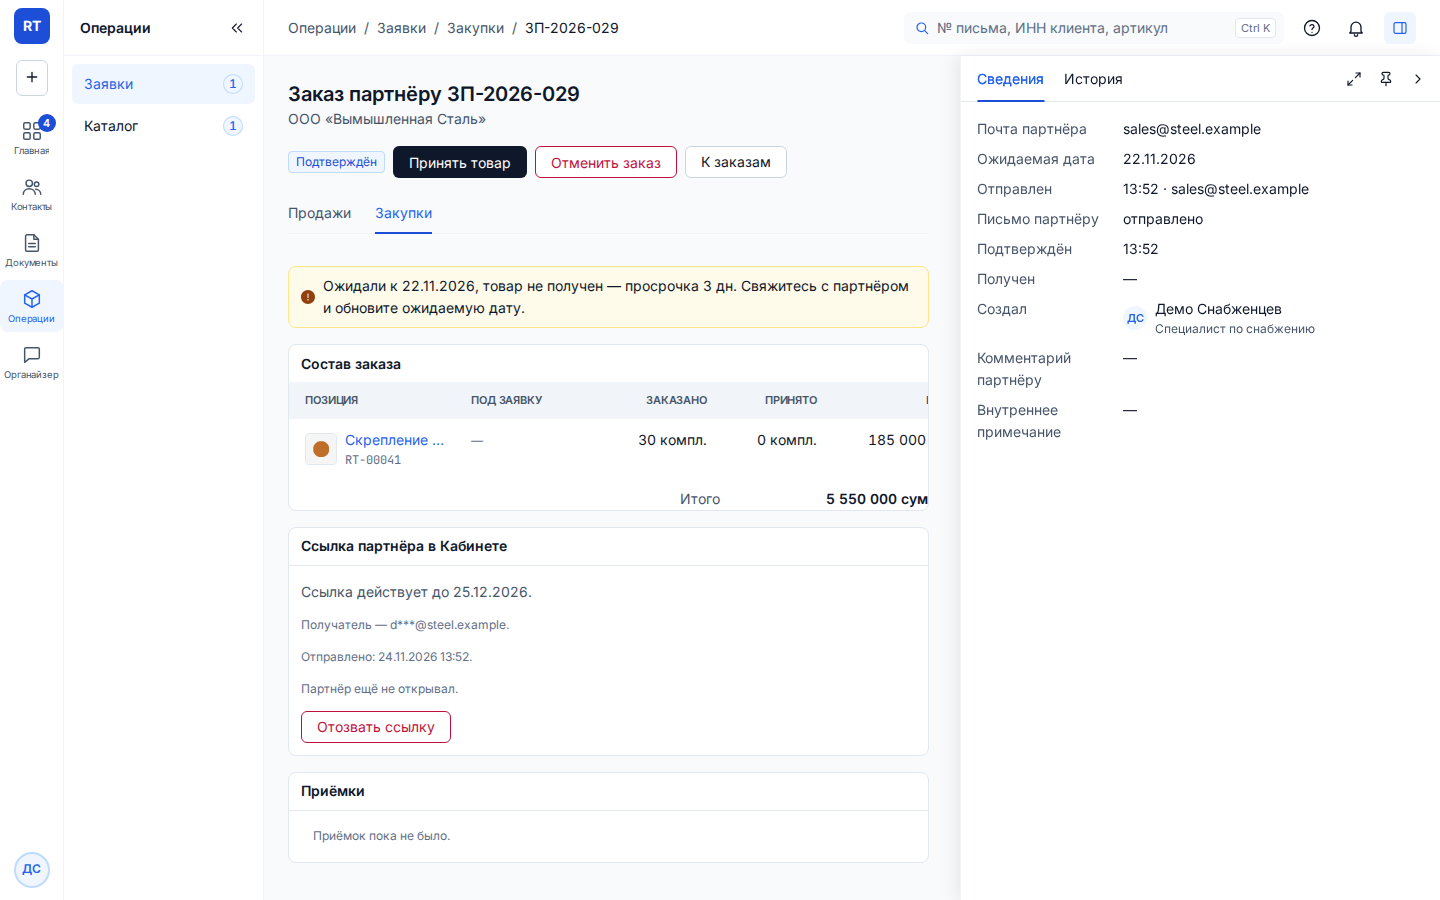 RT
Операции
Операции / Заявки / Закупки / ЗП-2026-029
№ письма, ИНН клиента, артикул
Ctrl K
Заявки
1
Каталог
1
4
Главная
Контакты
Документы
Операции
Органайзер
ДС
Заказ партнёру ЗП-2026-029
ООО «Вымышленная Сталь»
Подтверждён
Принять товар
Отменить заказ
К заказам
Продажи
Закупки
Ожидали к 22.11.2026, товар не получен — просрочка 3 дн. Свяжитесь с партнёром
и обновите ожидаемую дату.
Состав заказа
ПОЗИЦИЯ
ПОД ЗАЯВКУ
ЗАКАЗАНО
ПРИНЯТО
Скрепление ...
—
30 компл.
0 компл.
185 000
RT-00041
Итого
5 550 000 сум
Ссылка партнёра в Кабинете
Ссылка действует до 25.12.2026.
Получатель — d***@steel.example.
Отправлено: 24.11.2026 13:52.
Партнёр ещё не открывал.
Отозвать ссылку
Приёмки
Приёмок пока не было.
Сведения
История
Почта партнёра
sales@steel.example
Ожидаемая дата
22.11.2026
Отправлен
13:52 · sales@steel.example
Письмо партнёру
отправлено
Подтверждён
13:52
Получен
—
Создал
ДС
Демо Снабженцев
Специалист по снабжению
Комментарий
партнёру
—
Внутреннее
примечание
—